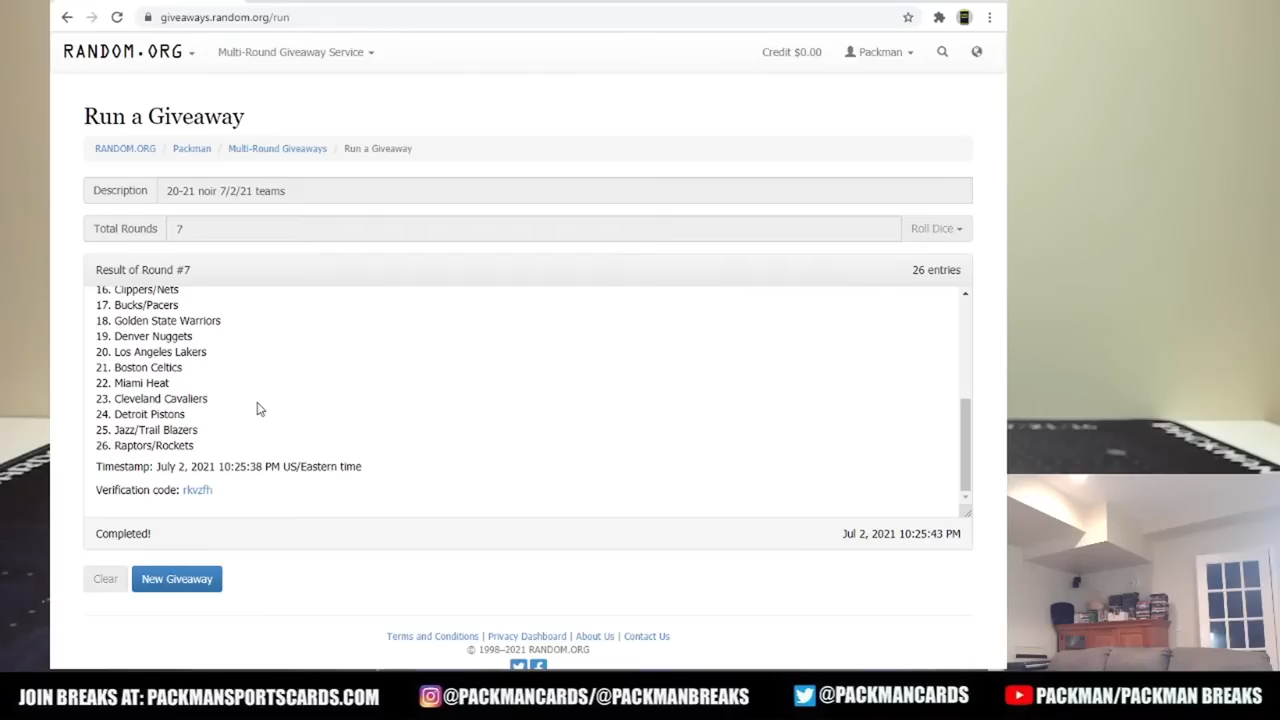 giveaways.random.org/run
RANDOM.ORG Multi-Round Giveaway Service Credit $0.00 Packman
Run a Giveaway
RANDOM.ORG / Packman / Multi-Round Giveaways / Run a Giveaway
Description 20-21 noir 7/2/21 teams
Total Rounds 7 Roll Dice
Result of Round #7 26 entries
16. Clippers/Nets
17. Bucks/Pacers
18. Golden State Warriors
19. Denver Nuggets
20. Los Angeles Lakers
21. Boston Celtics
22. Miami Heat
23. Cleveland Cavaliers
24. Detroit Pistons
25. Jazz/Trail Blazers
26. Raptors/Rockets
Timestamp: July 2, 2021 10:25:38 PM US/Eastern time
Verification code: rkvzfh
Completed! Jul 2, 2021 10:25:43 PM
Clear New Giveaway
Terms and Conditions | Privacy Dashboard | About Us | Contact Us
© 1998–2021 RANDOM.ORG
JOIN BREAKS AT: PACKMANSPORTSCARDS.COM @PACKMANCARDS/@PACKMANBREAKS @PACKMANCARDS PACKMAN/PACKMAN BREAKS